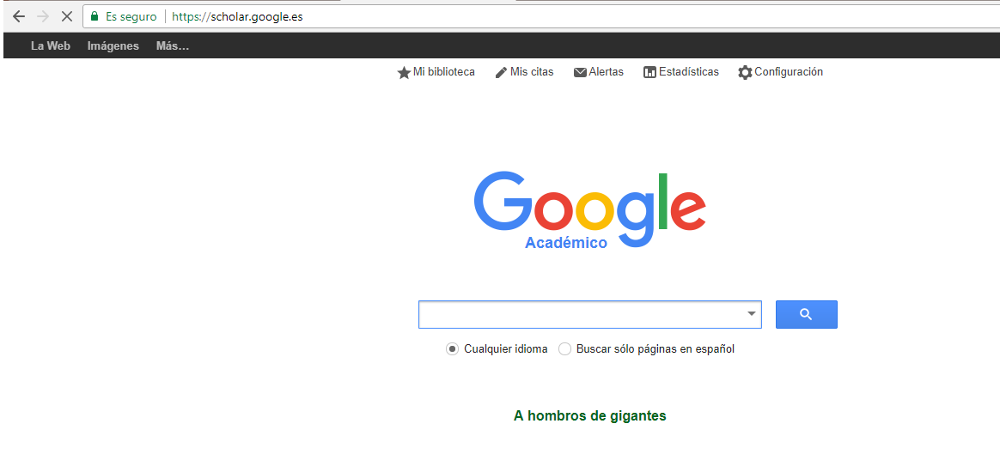 Es seguro https://scholar.google.es
La Web Imágenes Más...
Mi biblioteca Mis citas Alertas Estadísticas Configuración
Google
Académico
Cualquier idioma Buscar sólo páginas en español
A hombros de gigantes